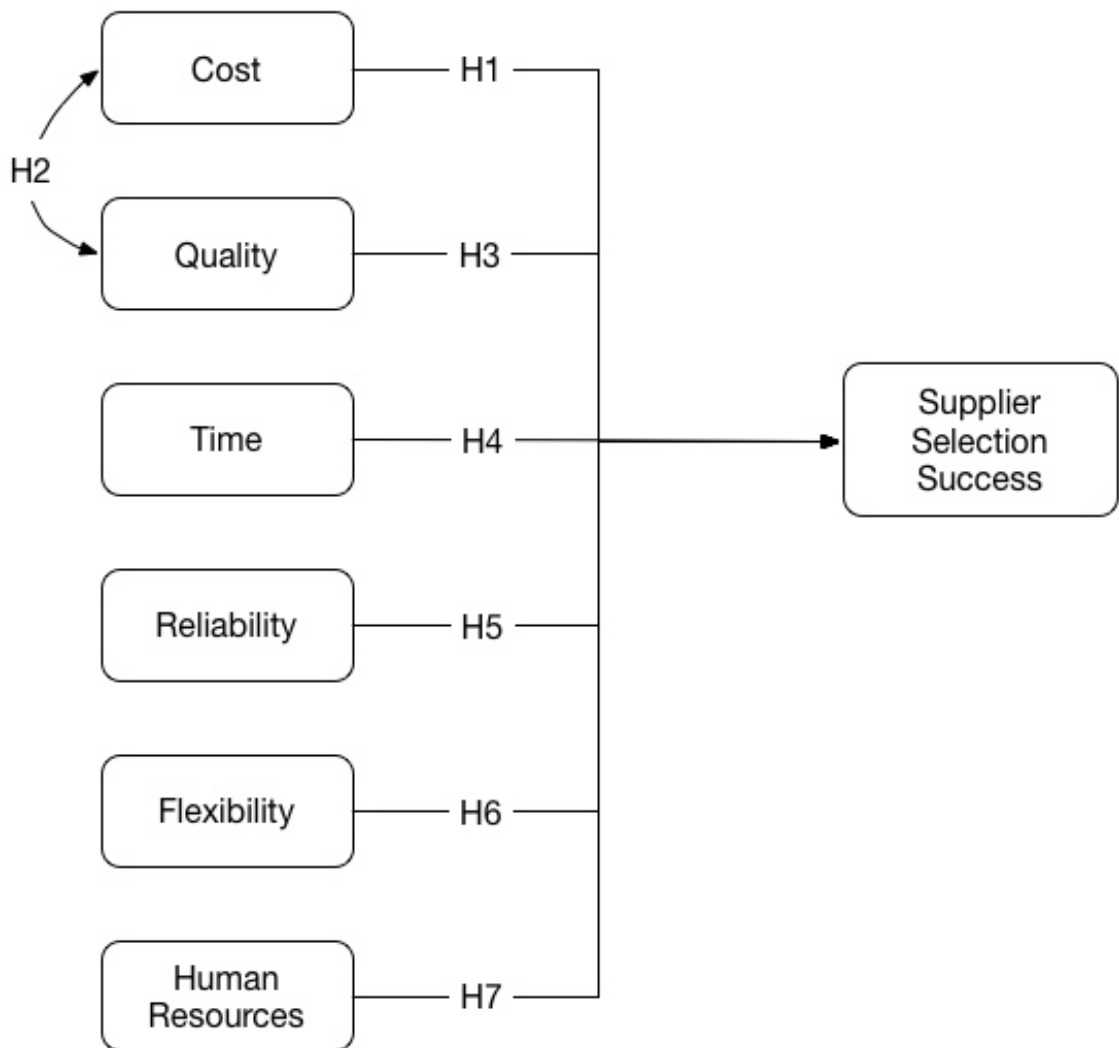 Cost
H1
H2
Quality
H3
Time
H4
Supplier
Selection
Success
Reliability
H5
Flexibility
H6
Human
Resources
H7